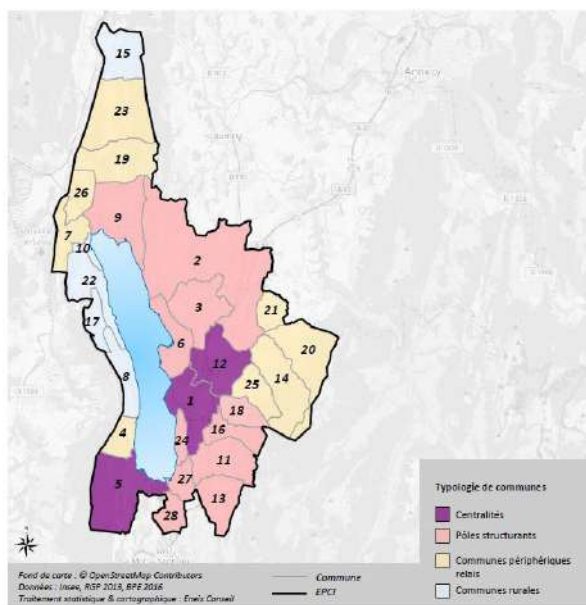 15
Annecy
23
19
26
9
7
10
2
22
3
21
17
6
20
12
8
25
14
1
18
4
24
16
11
5
27
13
28
Typologie de communes
Centralités
Pôles structurants
Communes périphériques
relais
Communes rurales
Fond de carte : © OpenStreetMap Contributors
Données : Insee, RGP 2013, BPE 2016
Traitement statistique & cartographique : Eneis Conseil
Commune
EPCI